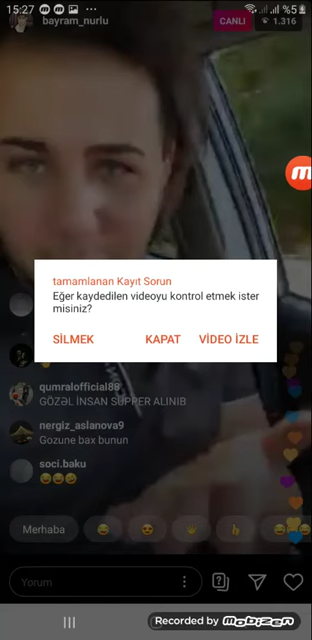 15:27
%5
bayram_nurlu
CANLI
1.316
tamamlanan Kayıt Sorun
Eğer kaydedilen videoyu kontrol etmek ister
misiniz?
SİLMEK KAPAT VİDEO İZLE
qumralofficial88
GÖZƏL İNSAN SUPPER ALINIB
nergiz_aslanova9
Gozune bax bunun
soci.baku
Merhaba
Yorum
Recorded by mobizen